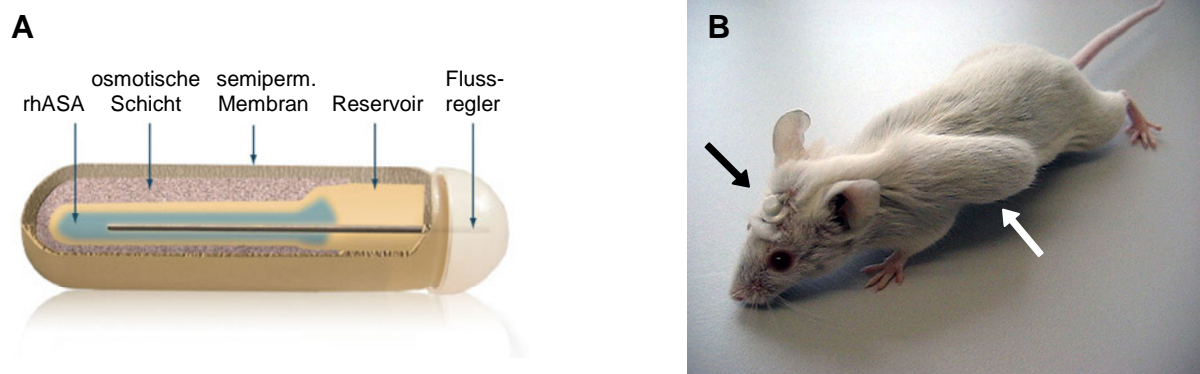 A
B
rhASA
osmotische
Schicht
semiperm.
Membran
Reservoir
Fluss-
regler